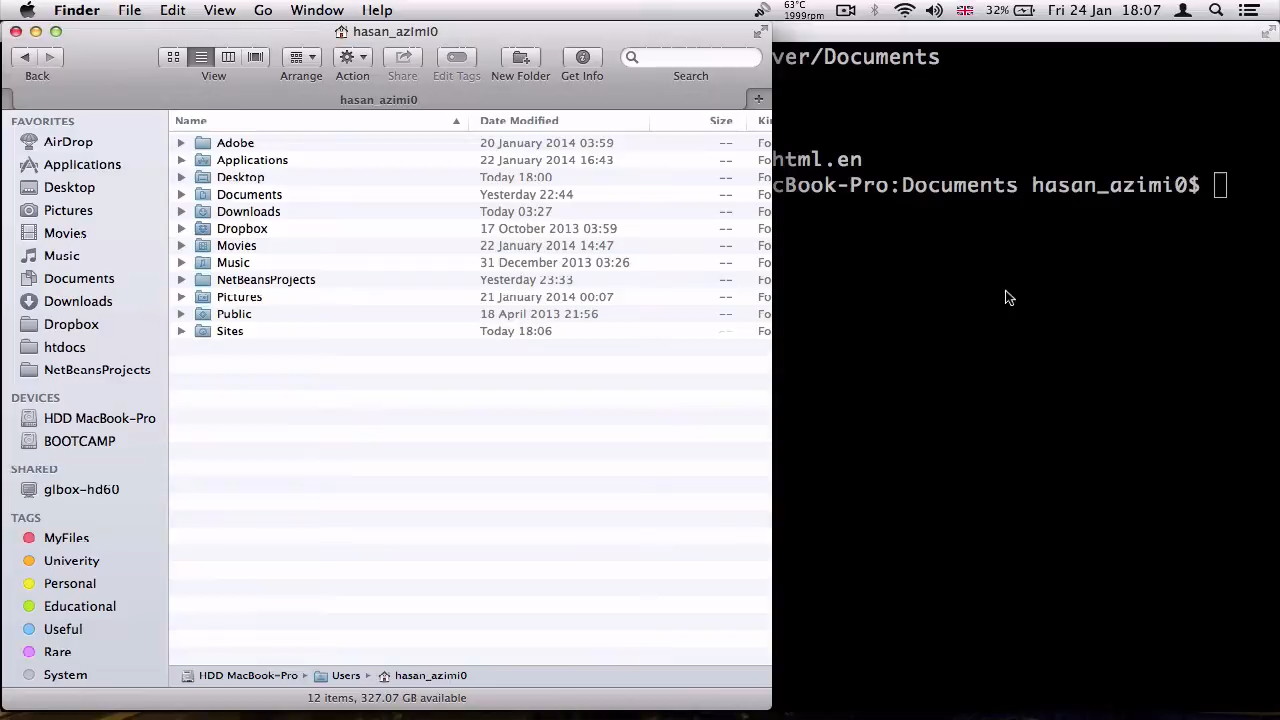 Finder File Edit View Go Window Help 63°C 1999rpm 32% Fri 24 Jan 18:07
hasan_azimi0
Back View Arrange Action Share Edit Tags New Folder Get Info Search
hasan_azimi0
FAVORITES
AirDrop
Applications
Desktop
Pictures
Movies
Music
Documents
Downloads
Dropbox
htdocs
NetBeansProjects
DEVICES
HDD MacBook-Pro
BOOTCAMP
SHARED
glbox-hd60
TAGS
MyFiles
Univerity
Personal
Educational
Useful
Rare
System
Name Date Modified Size Ki
Adobe 20 January 2014 03:59 -- Fo
Applications 22 January 2014 16:43 -- Fo
Desktop Today 18:00 -- Fo
Documents Yesterday 22:44 -- Fo
Downloads Today 03:27 -- Fo
Dropbox 17 October 2013 03:59 -- Fo
Movies 22 January 2014 14:47 -- Fo
Music 31 December 2013 03:26 -- Fo
NetBeansProjects Yesterday 23:33 -- Fo
Pictures 21 January 2014 00:07 -- Fo
Public 18 April 2013 21:56 -- Fo
Sites Today 18:06 -- Fo
HDD MacBook-Pro Users hasan_azimi0
12 items, 327.07 GB available
ver/Documents
html.en
cBook-Pro:Documents hasan_azimi0$